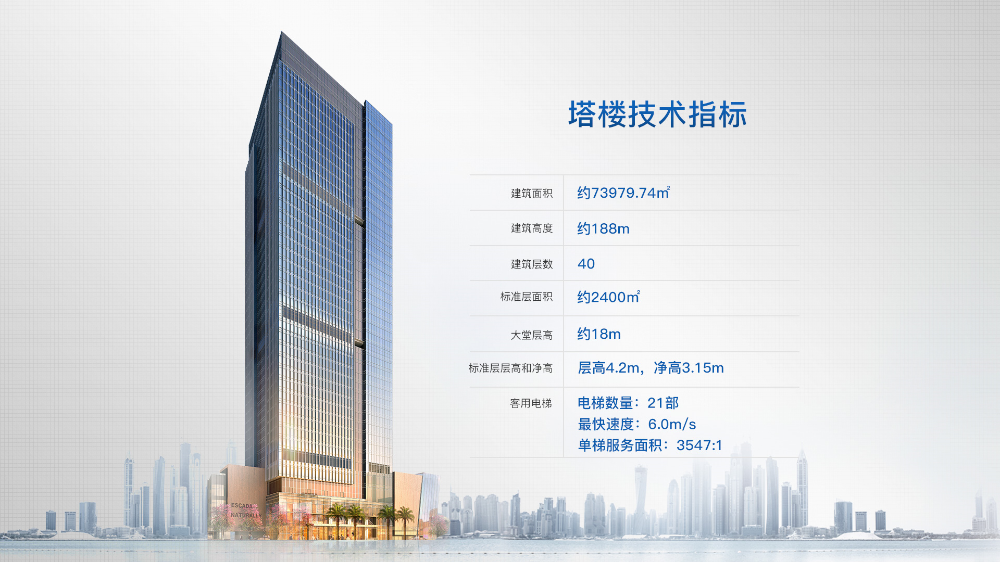 塔楼技术指标
建筑面积 约73979.74㎡
建筑高度 约188m
建筑层数 40
标准层面积 约2400㎡
大堂层高 约18m
标准层层高和净高 层高4.2m，净高3.15m
客用电梯 电梯数量：21部
最快速度：6.0m/s
单梯服务面积：3547:1
ESCADA
NATURALLY